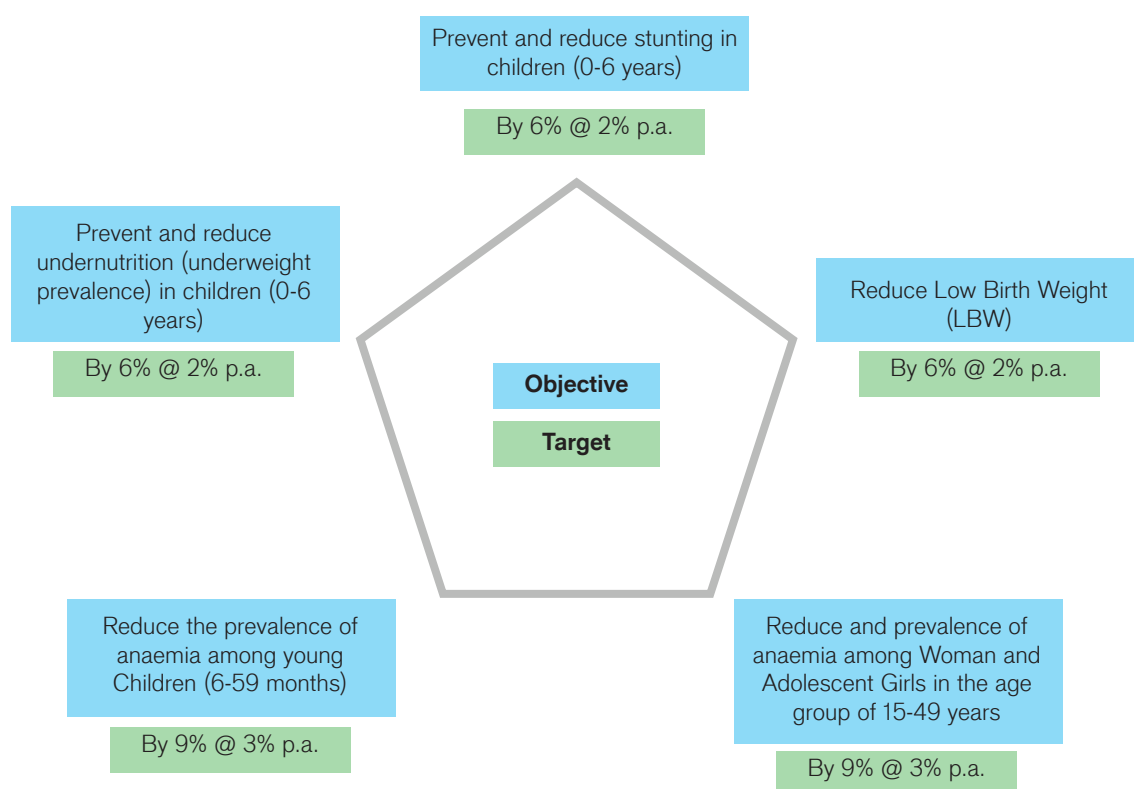 Prevent and reduce stunting in
children (0-6 years)
By 6% @ 2% p.a.
Prevent and reduce
undernutrition (underweight
prevalence) in children (0-6
years)
By 6% @ 2% p.a.
Reduce Low Birth Weight
(LBW)
By 6% @ 2% p.a.
Objective
Target
Reduce the prevalence of
anaemia among young
Children (6-59 months)
By 9% @ 3% p.a.
Reduce and prevalence of
anaemia among Woman and
Adolescent Girls in the age
group of 15-49 years
By 9% @ 3% p.a.